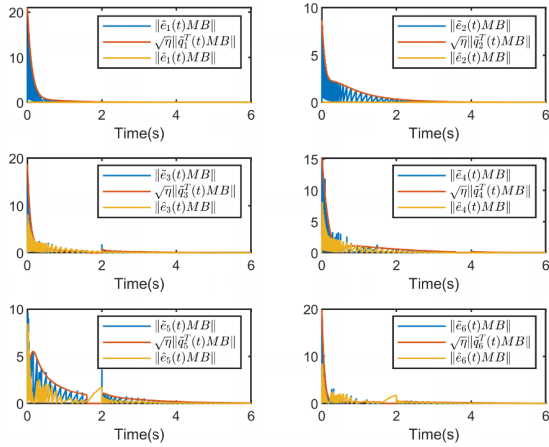 20
10
0
0 2 4 6
Time(s)
‖ẽ₁(t)MB‖
√η‖q̃₁ᵀ(t)MB‖
‖ê₁(t)MB‖
10
5
0
0 2 4 6
Time(s)
‖ẽ₂(t)MB‖
√η‖q̃₂ᵀ(t)MB‖
‖ê₂(t)MB‖
20
10
0
0 2 4 6
Time(s)
‖ẽ₃(t)MB‖
√η‖q̃₃ᵀ(t)MB‖
‖ê₃(t)MB‖
15
10
5
0
0 2 4 6
Time(s)
‖ẽ₄(t)MB‖
√η‖q̃₄ᵀ(t)MB‖
‖ê₄(t)MB‖
10
5
0
0 2 4 6
Time(s)
‖ẽ₅(t)MB‖
√η‖q̃₅ᵀ(t)MB‖
‖ê₅(t)MB‖
20
10
0
0 2 4 6
Time(s)
‖ẽ₆(t)MB‖
√η‖q̃₆ᵀ(t)MB‖
‖ê₆(t)MB‖